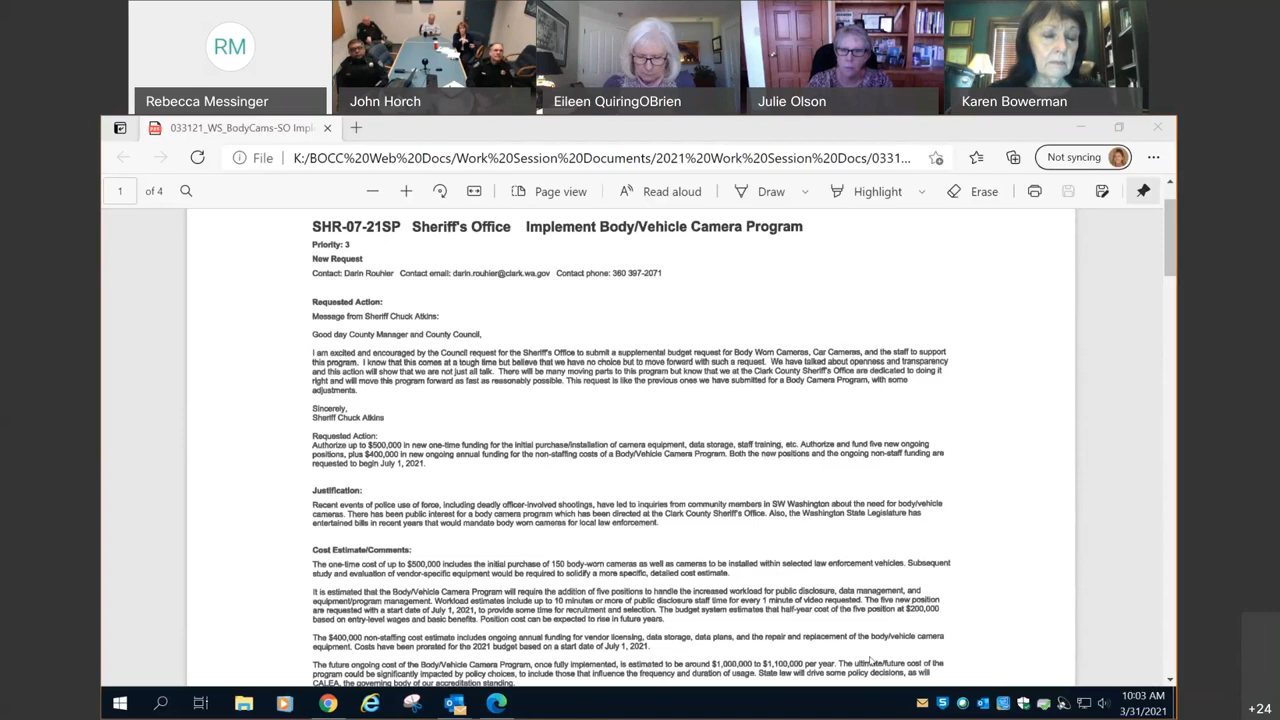 RM
Rebecca Messinger
John Horch
Eileen QuiringOBrien
Julie Olson
Karen Bowerman
033121_WS_BodyCams-SO Impl
File
K:/BOCC%20Web%20Docs/Work%20Session%20Documents/2021%20Work%20Session%20Docs/0331...
Not syncing
1 of 4
Page view
Read aloud
Draw
Highlight
Erase
SHR-07-21SP Sheriff's Office Implement Body/Vehicle Camera Program
Priority: 3
New Request
Contact: Darin Rouhier Contact email: darin.rouhier@clark.wa.gov Contact phone: 360 397-2071
Requested Action:
Message from Sheriff Chuck Atkins:
Good day County Manager and County Council,
I am excited and encouraged by the Council request for the Sheriff's Office to submit a supplemental budget request for Body Worn Cameras, Car Cameras, and the staff to support
this program. I know that this comes at a tough time but believe that we have no choice but to move forward with such a request. We have talked about openness and transparency
and this action will show that we are not just all talk. There will be many moving parts to this program but know that we at the Clark County Sheriff's Office are dedicated to doing it
right and will move this program forward as fast as reasonably possible. This request is like the previous ones we have submitted for a Body Camera Program, with some
adjustments.
Sincerely,
Sheriff Chuck Atkins
Requested Action:
Authorize up to $500,000 in new one-time funding for the initial purchase/installation of camera equipment, data storage, staff training, etc. Authorize and fund five new ongoing
positions, plus $400,000 in new ongoing annual funding for the non-staffing costs of a Body/Vehicle Camera Program. Both the new positions and the ongoing non-staff funding are
requested to begin July 1, 2021.
Justification:
Recent events of police use of force, including deadly officer-involved shootings, have led to inquiries from community members in SW Washington about the need for body/vehicle
cameras. There has been public interest for a body camera program which has been directed at the Clark County Sheriff's Office. Also, the Washington State Legislature has
entertained bills in recent years that would mandate body worn cameras for local law enforcement.
Cost Estimate/Comments:
The one-time cost of up to $500,000 includes the initial purchase of 150 body-worn cameras as well as cameras to be installed within selected law enforcement vehicles. Subsequent
study and evaluation of vendor-specific equipment would be required to solidify a more specific, detailed cost estimate.
It is estimated that the Body/Vehicle Camera Program will require the addition of five positions to handle the increased workload for public disclosure, data management, and
equipment/program management. Workload estimates include up to 10 minutes or more of public disclosure staff time for every 1 minute of video requested. The five new position
are requested with a start date of July 1, 2021, to provide some time for recruitment and selection. The budget system estimates that half-year cost of the five position at $200,000
based on entry-level wages and basic benefits. Position cost can be expected to rise in future years.
The $400,000 non-staffing cost estimate includes ongoing annual funding for vendor licensing, data storage, data plans, and the repair and replacement of the body/vehicle camera
equipment. Costs have been prorated for the 2021 budget based on a start date of July 1, 2021.
The future ongoing cost of the Body/Vehicle Camera Program, once fully implemented, is estimated to be around $1,000,000 to $1,100,000 per year. The ultimate/future cost of the
program could be significantly impacted by policy choices, to include those that influence the frequency and duration of usage. State law will drive some policy decisions, as will
CALEA, the governing body of our accreditation standing.
10:03 AM
3/31/2021
+24